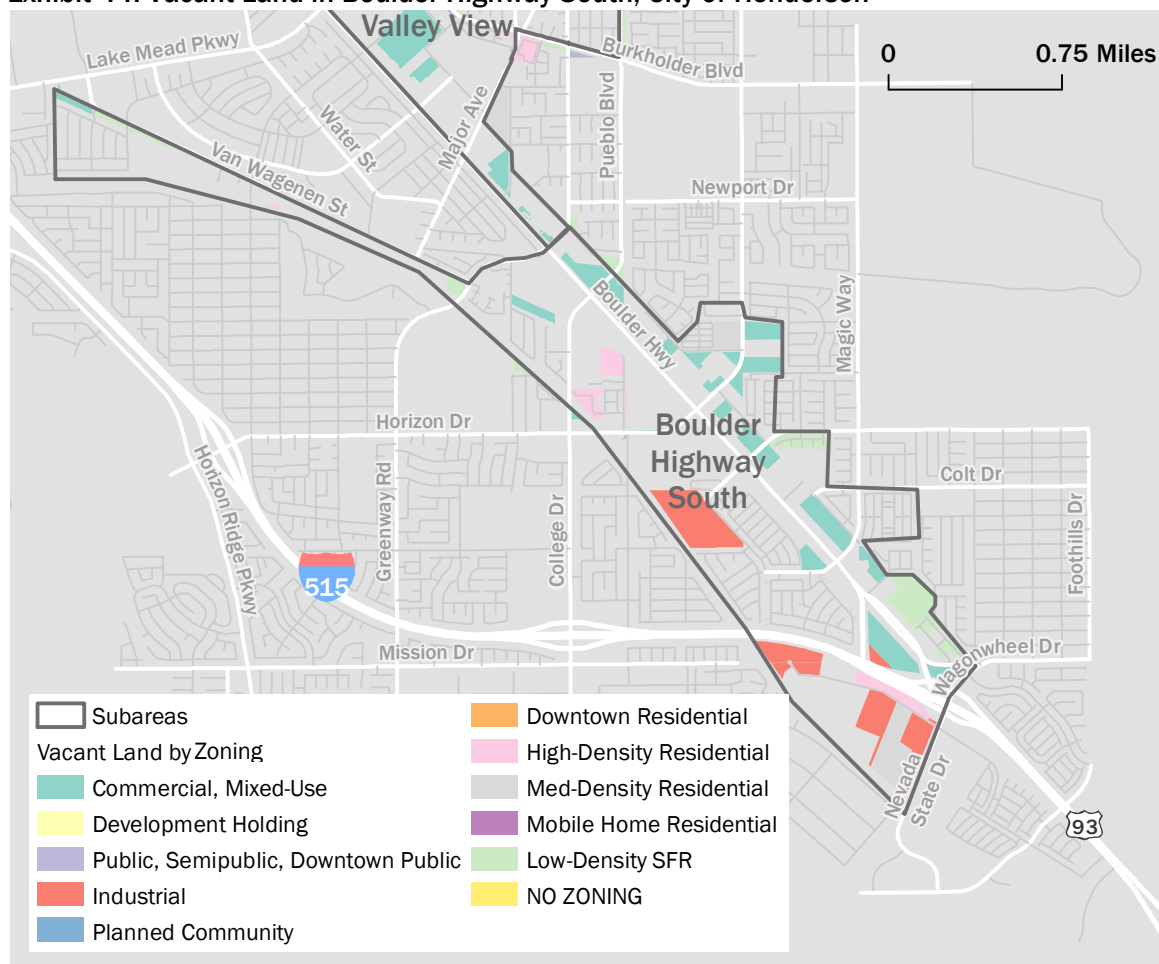 Valley View
Lake Mead Pkwy
Burkholder Blvd
0 0.75 Miles
Major Ave
Pueblo Blvd
Water St
Van Wagenen St
Newport Dr
Boulder Hwy
Magic Way
Horizon Dr
Boulder
Highway
South
Colt Dr
Horizon Ridge Pkwy
Greenway Rd
College Dr
Foothills Dr
515
Mission Dr
Wagonwheel Dr
Nevada
State Dr
93
Subareas
Vacant Land by Zoning
Commercial, Mixed-Use
Development Holding
Public, Semipublic, Downtown Public
Industrial
Planned Community
Downtown Residential
High-Density Residential
Med-Density Residential
Mobile Home Residential
Low-Density SFR
NO ZONING